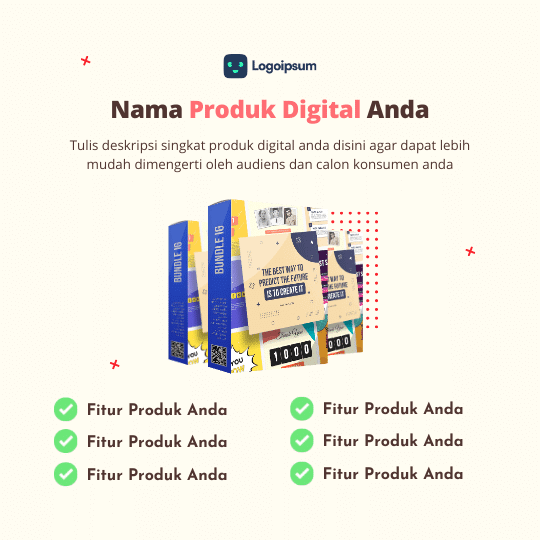 Logoipsum
Nama Produk Digital Anda
Tulis deskripsi singkat produk digital anda disini agar dapat lebih
mudah dimengerti oleh audiens dan calon konsumen anda
BUNDLE 16
BUNDLE 16
THE BEST WAY TO
PREDICT THE FUTURE
IS TO CREATE IT
1000
YOU
Fitur Produk Anda
Fitur Produk Anda
Fitur Produk Anda
Fitur Produk Anda
Fitur Produk Anda
Fitur Produk Anda